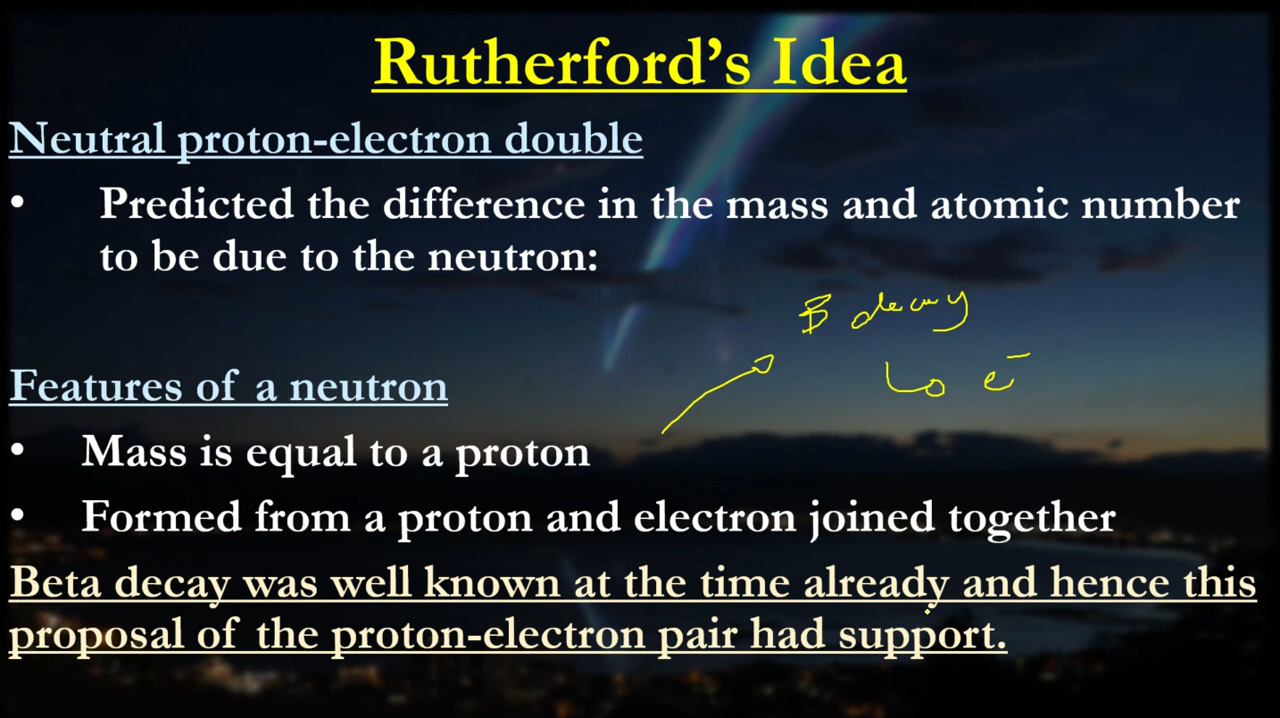 Rutherford’s Idea
Neutral proton-electron double
• Predicted the difference in the mass and atomic number
to be due to the neutron:
B decay
↳ e⁻
Features of a neutron
• Mass is equal to a proton
• Formed from a proton and electron joined together
Beta decay was well known at the time already and hence this
proposal of the proton-electron pair had support.